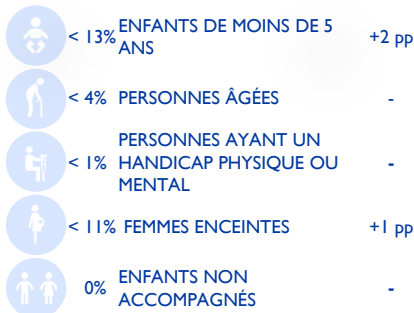 < 13% ENFANTS DE MOINS DE 5 ANS +2 pp
< 4% PERSONNES ÂGÉES -
PERSONNES AYANT UN
< 1% HANDICAP PHYSIQUE OU -
MENTAL
< 11% FEMMES ENCEINTES +1 pp
0% ENFANTS NON ACCOMPAGNÉS -